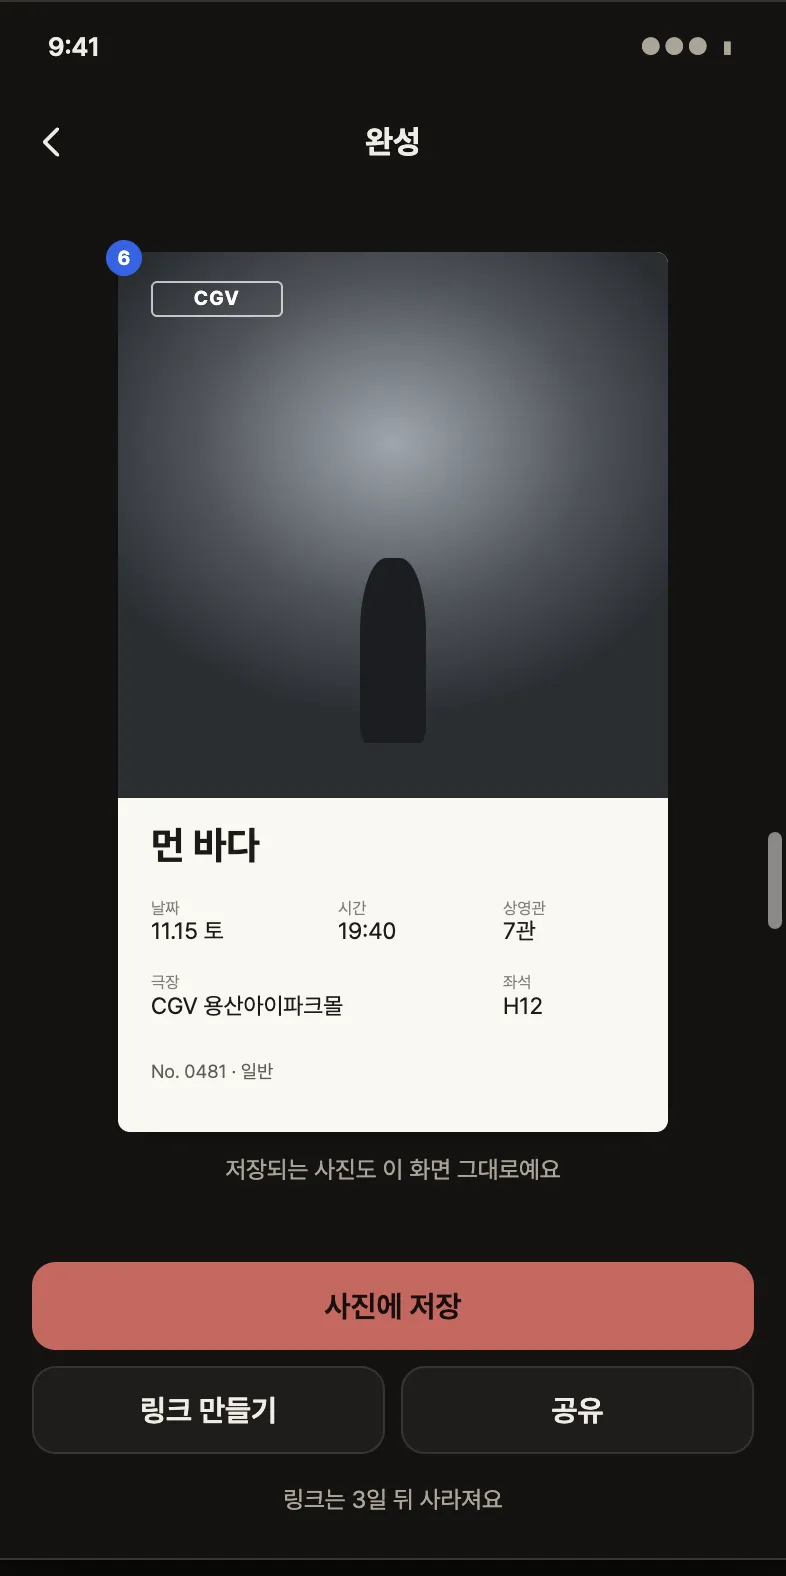 9:41
완성
6
CGV
먼 바다
날짜 시간 상영관
11.15 토 19:40 7관
극장 좌석
CGV 용산아이파크몰 H12
No. 0481 · 일반
저장되는 사진도 이 화면 그대로예요
사진에 저장
링크 만들기 공유
링크는 3일 뒤 사라져요